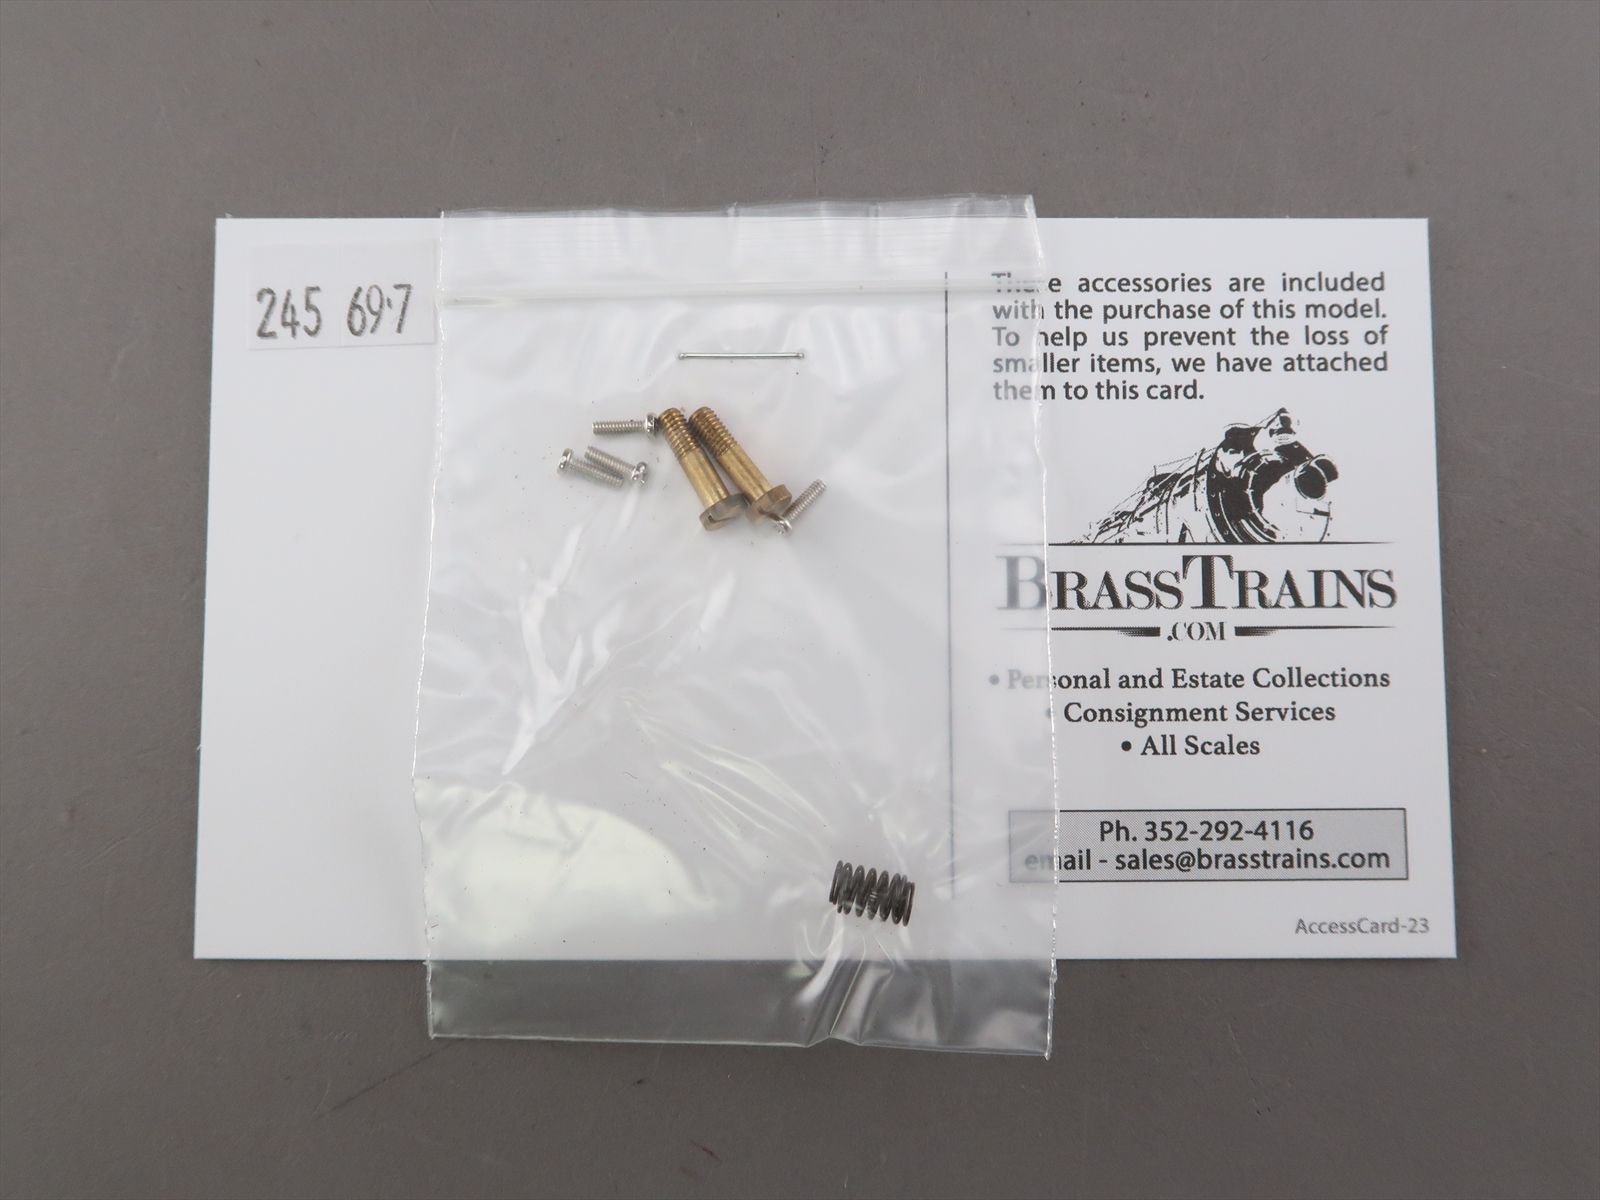 245 69.7
These accessories are included
with the purchase of this model.
To help us prevent the loss of
smaller items, we have attached
them to this card.
BRASSTRAINS
.COM
• Personal and Estate Collections
• Consignment Services
• All Scales
Ph. 352-292-4116
email - sales@brasstrains.com
AccessCard-23